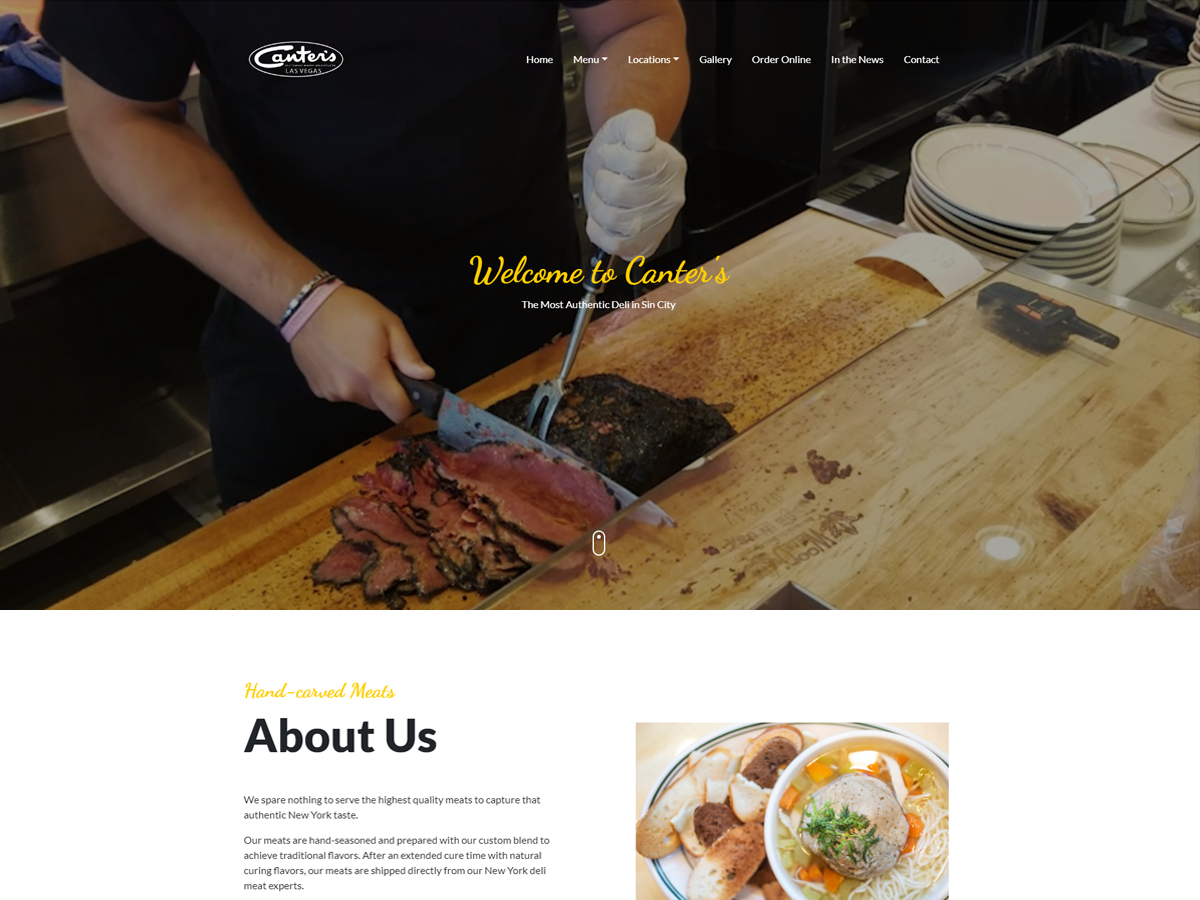 Canter's
LAS VEGAS
Home Menu Locations Gallery Order Online In the News Contact
Welcome to Canter's
The Most Authentic Deli in Sin City
Hand-carved Meats
About Us
We spare nothing to serve the highest quality meats to capture that
authentic New York taste.
Our meats are hand-seasoned and prepared with our custom blend to
achieve traditional flavors. After an extended cure time with natural
curing flavors, our meats are shipped directly from our New York deli
meat experts.